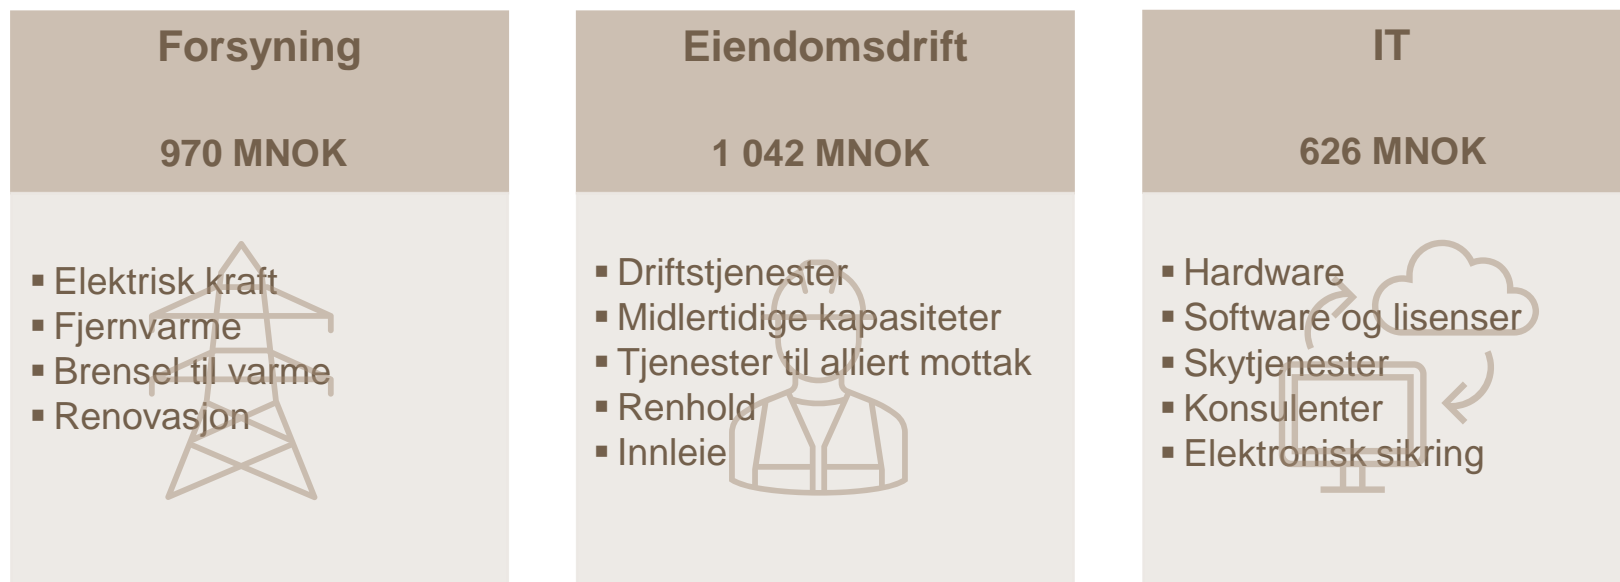 Forsyning
970 MNOK
▪ Elektrisk kraft
▪ Fjernvarme
▪ Brensel til varme
▪ Renovasjon
Eiendomsdrift
1 042 MNOK
▪ Driftstjenester
▪ Midlertidige kapasiteter
▪ Tjenester til alliert mottak
▪ Renhold
▪ Innleie
IT
626 MNOK
▪ Hardware
▪ Software og lisenser
▪ Skytjenester
▪ Konsulenter
▪ Elektronisk sikring